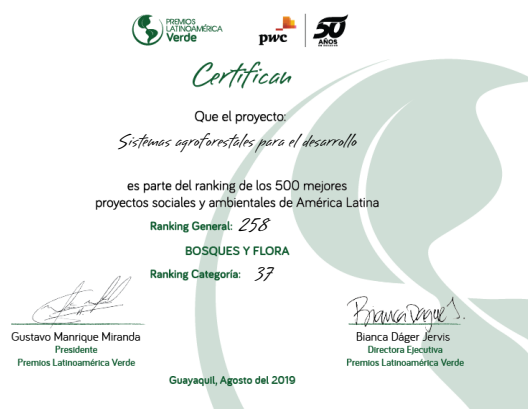 PREMIOS
LATINOAMÉRICA
Verde
pwc
50
AÑOS
Certifican
Que el proyecto:
Sistemas agroforestales para el desarrollo
es parte del ranking de los 500 mejores
proyectos sociales y ambientales de América Latina
Ranking General: 258
BOSQUES Y FLORA
Ranking Categoría: 37
Bianca Dager J.
Gustavo Manrique Miranda
Presidente
Premios Latinoamérica Verde
Bianca Dáger Jervis
Directora Ejecutiva
Premios Latinoamérica Verde
Guayaquil, Agosto del 2019